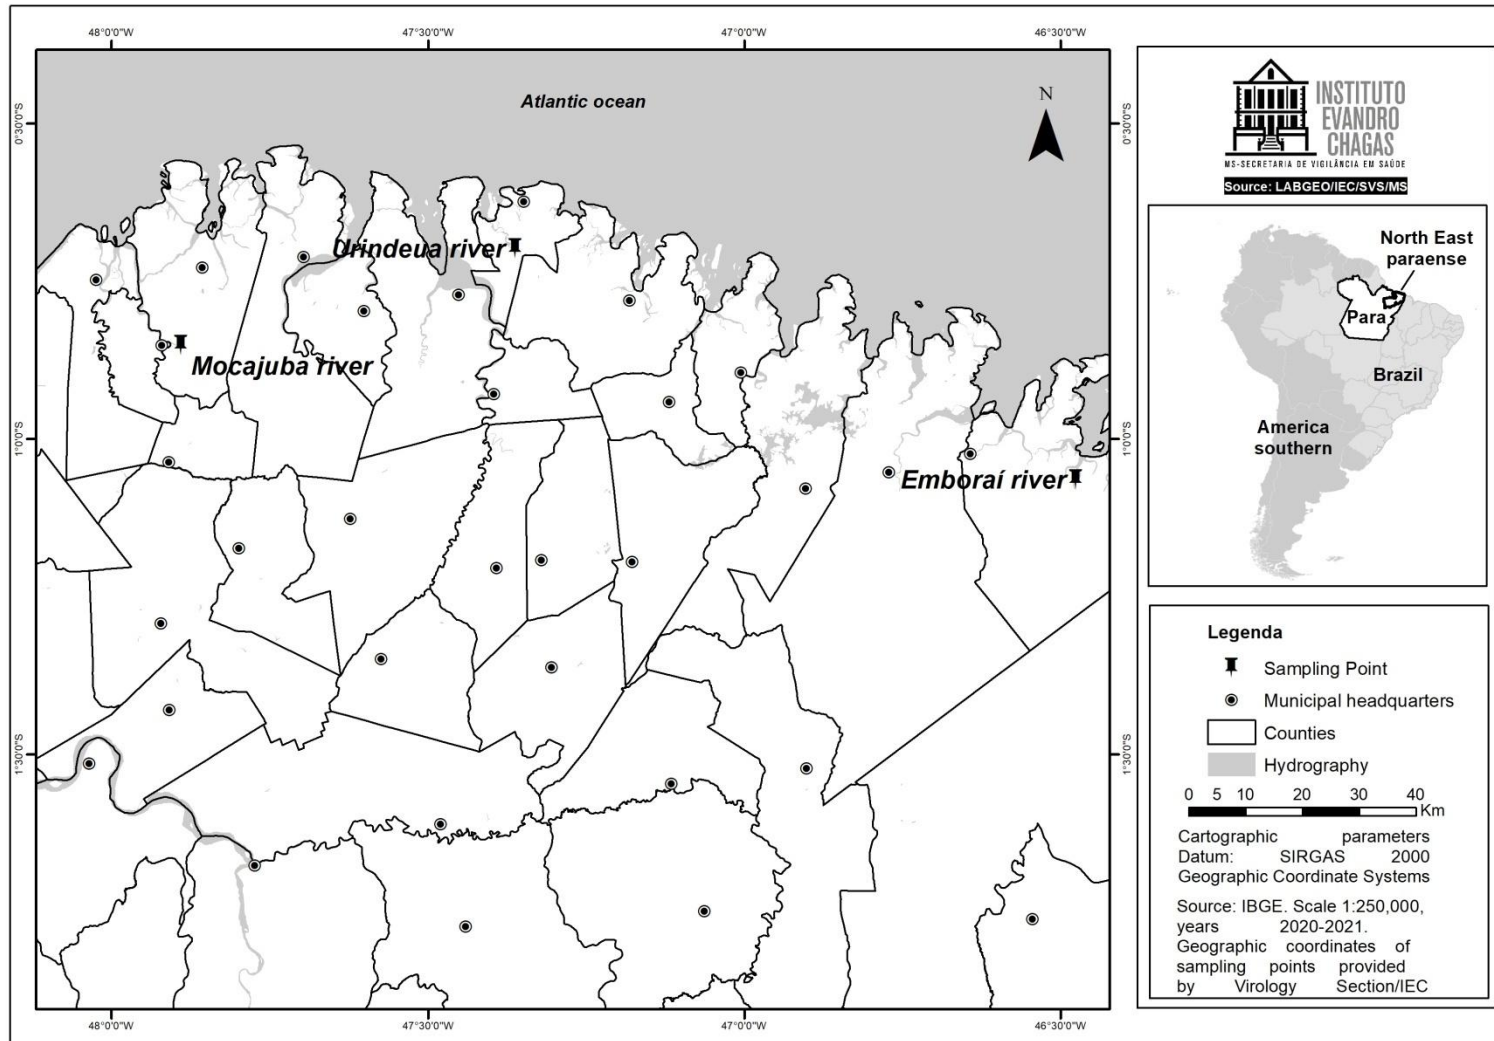 48°0'0"W
47°30'0"W
47°0'0"W
46°30'0"W
0°30'0"S
0°30'0"S
Atlantic ocean
N
Urindeua river
Mocajuba river
1°0'0"S
1°0'0"S
Emboraí river
1°30'0"S
1°30'0"S
48°0'0"W
47°30'0"W
47°0'0"W
46°30'0"W
INSTITUTO
EVANDRO
CHAGAS
MS-SECRETARIA DE VIGILÂNCIA EM SAÚDE
Source: LABGEO/IEC/SVS/MS
North East
paraense
Para
Brazil
America
southern
Legenda
Sampling Point
Municipal headquarters
Counties
Hydrography
0 5 10 20 30 40
Km
Cartographic parameters
Datum: SIRGAS 2000
Geographic Coordinate Systems
Source: IBGE. Scale 1:250,000,
years 2020-2021.
Geographic coordinates of
sampling points provided
by Virology Section/IEC